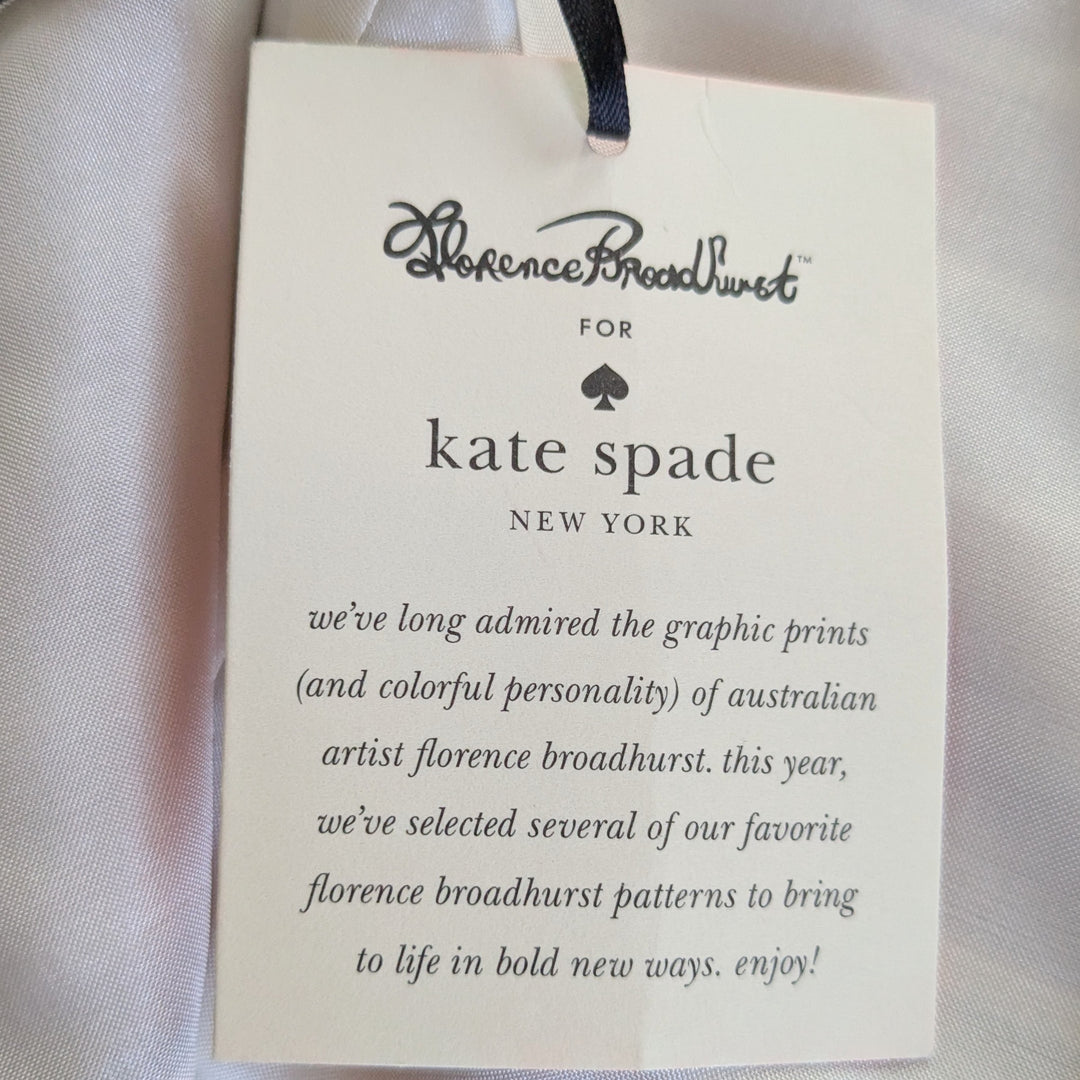 Florence Broadhurst™
FOR
kate spade
NEW YORK
we've long admired the graphic prints
(and colorful personality) of australian
artist florence broadhurst. this year,
we've selected several of our favorite
florence broadhurst patterns to bring
to life in bold new ways. enjoy!